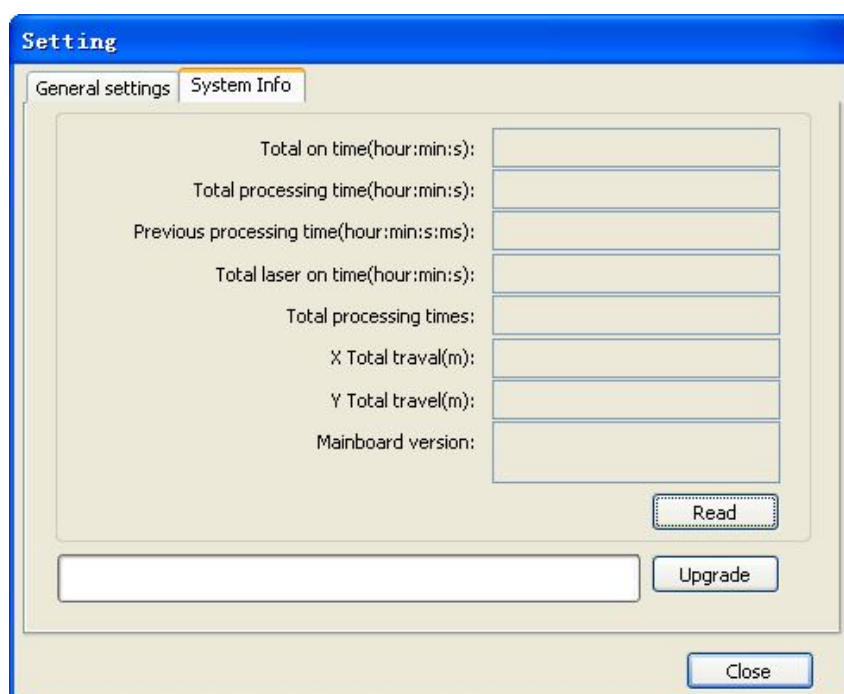 Setting
General settings System Info
Total on time(hour:min:s):
Total processing time(hour:min:s):
Previous processing time(hour:min:s:ms):
Total laser on time(hour:min:s):
Total processing times:
X Total traval(m):
Y Total travel(m):
Mainboard version:
Read
Upgrade
Close